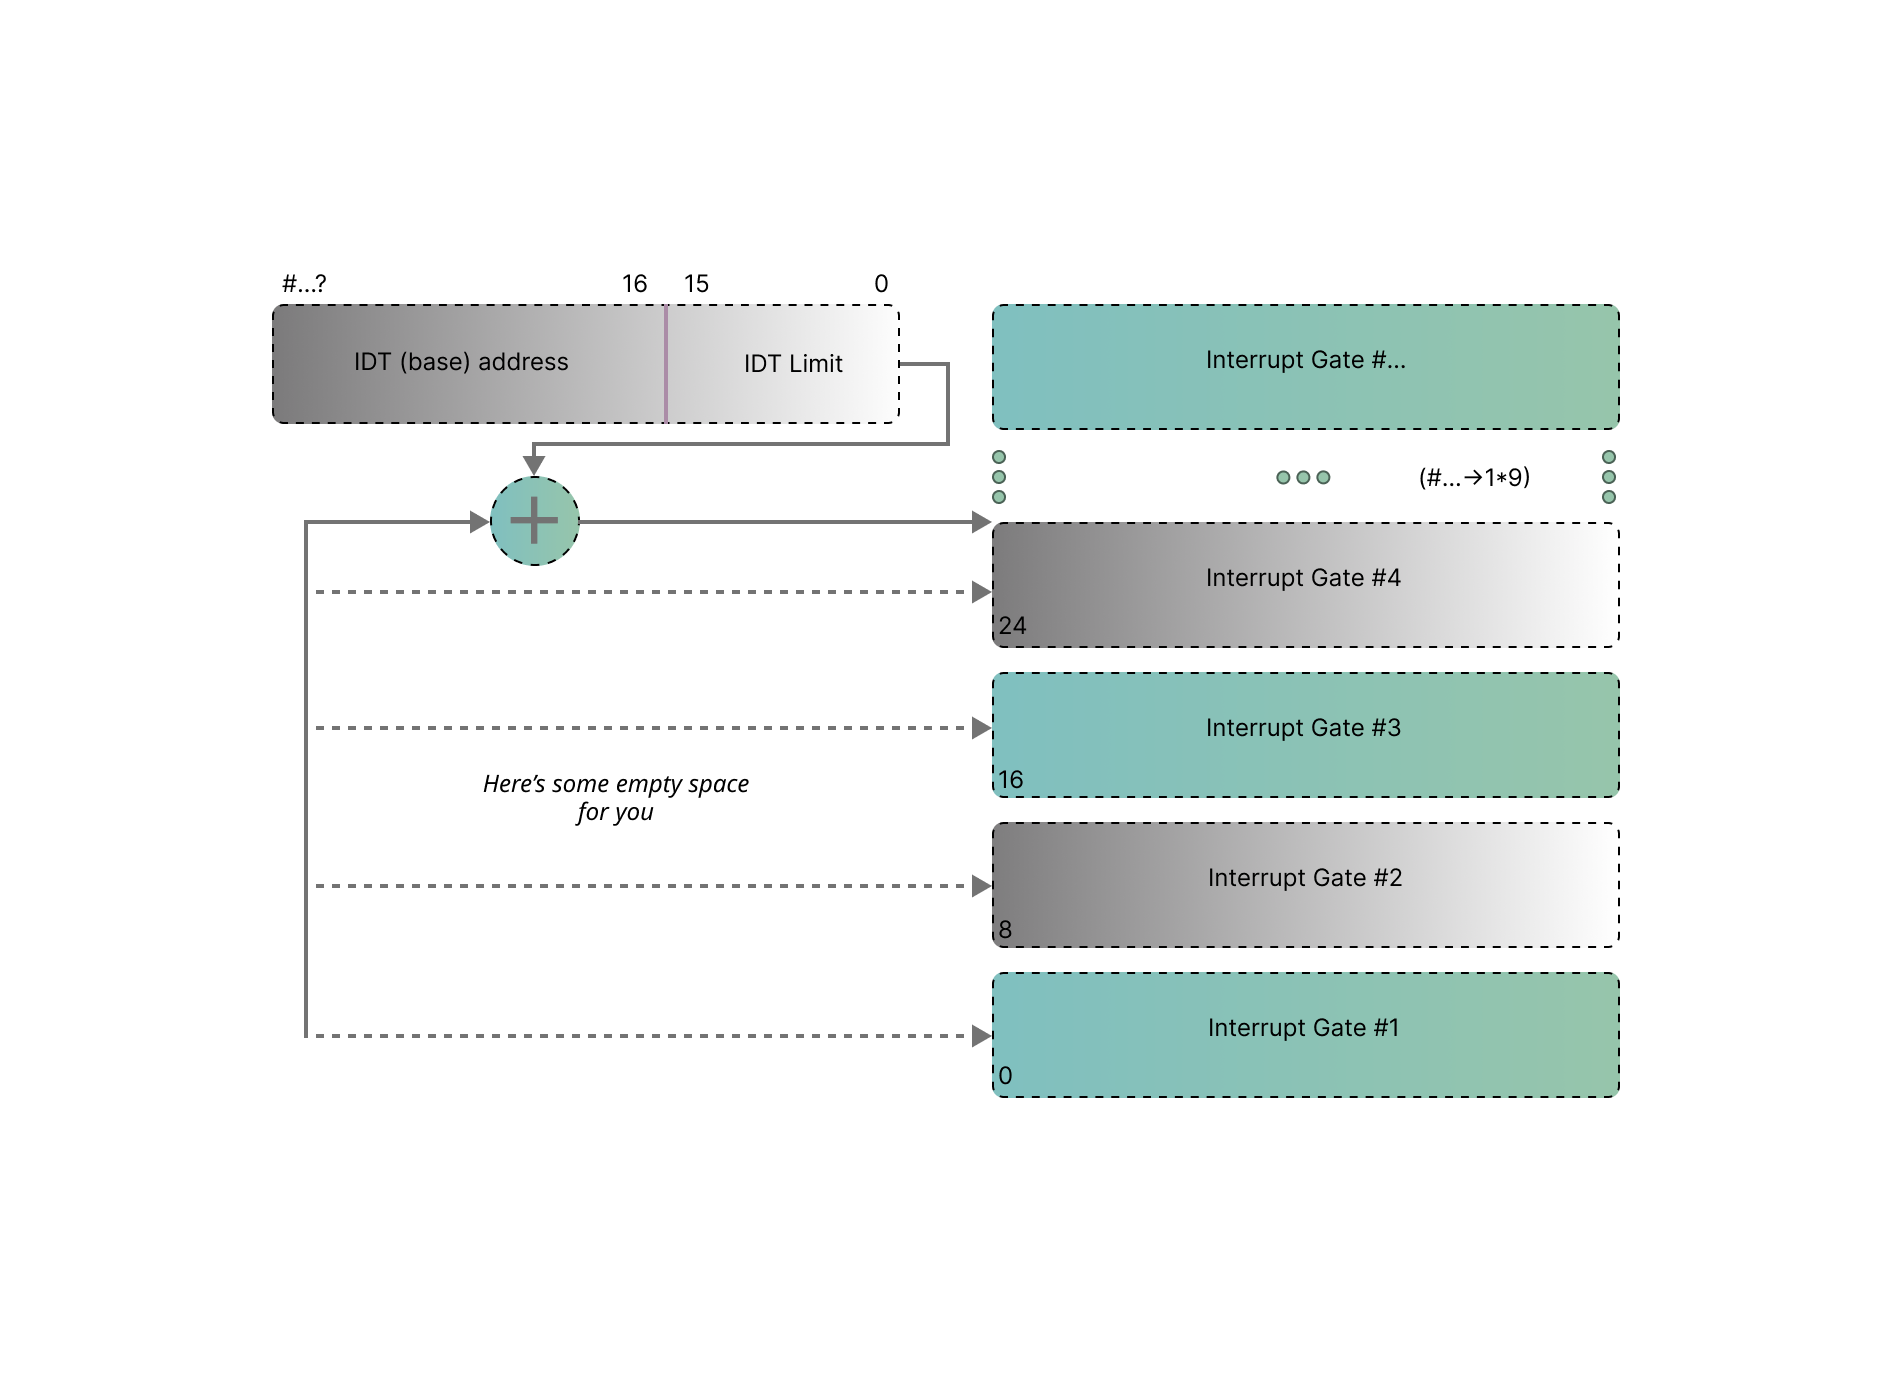 #...? 16 15 0
IDT (base) address IDT Limit
Interrupt Gate #...
(#...→1*9)
Interrupt Gate #4
24
Interrupt Gate #3
16
Here's some empty space
for you
Interrupt Gate #2
8
Interrupt Gate #1
0